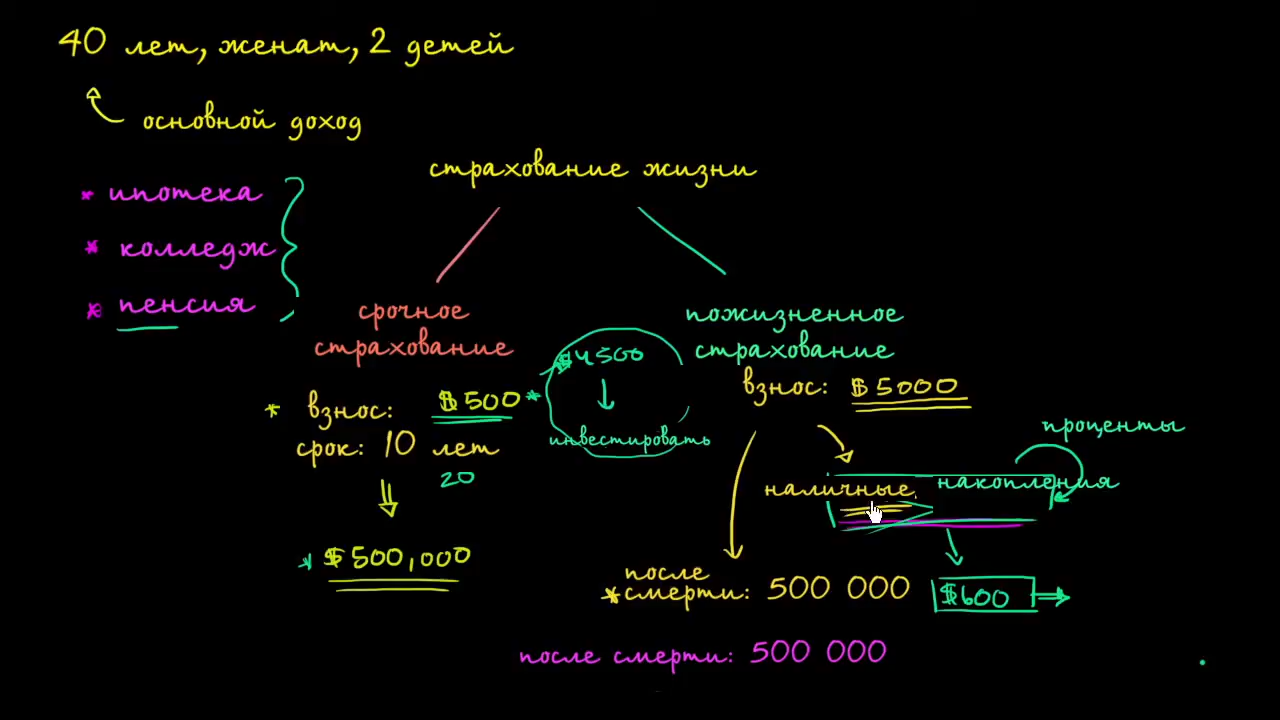 40 лет, женат, 2 детей
основной доход
страхование жизни
* ипотека
* колледж
* пенсия
срочное
страхование
* взнос: $500 *
срок: 10 лет
20
* $500,000
$4500
инвестировать
пожизненное
страхование
взнос: $5000
проценты
наличные накопления
после
* смерти: 500 000
$600
после смерти: 500 000